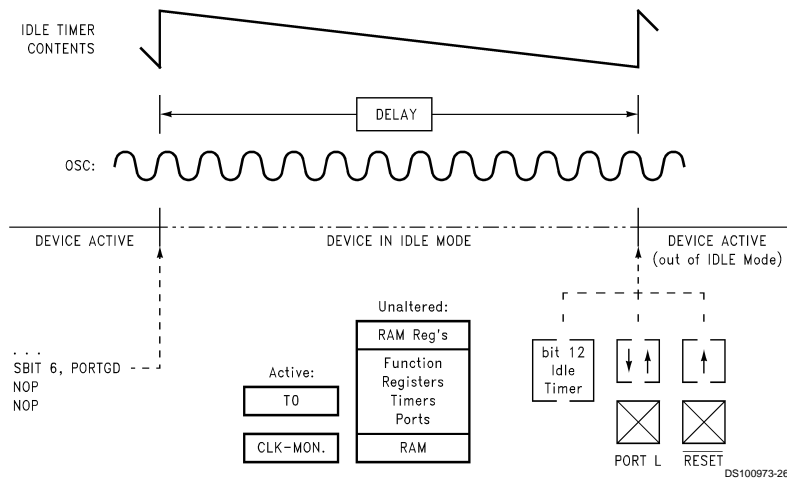 IDLE TIMER
CONTENTS
DELAY
OSC:
DEVICE ACTIVE
DEVICE IN IDLE MODE
DEVICE ACTIVE
(out of IDLE Mode)
. . .
SBIT 6, PORTGD
NOP
NOP
Active:
T0
CLK-MON.
Unaltered:
RAM Reg's
Function
Registers
Timers
Ports
RAM
bit 12
Idle
Timer
PORT L
RESET
DS100973-26